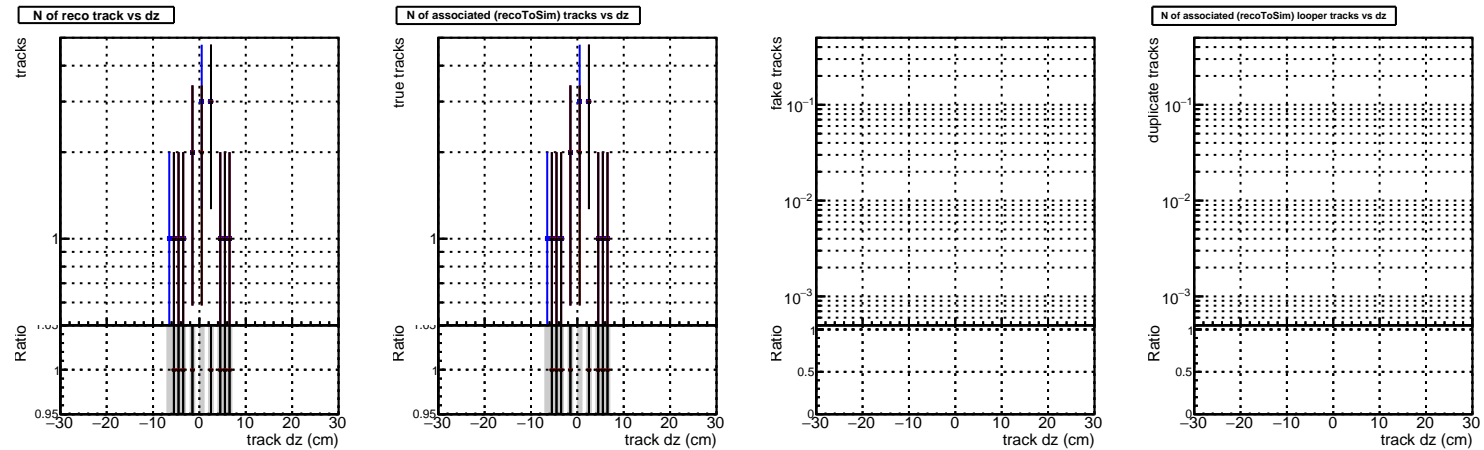 N of reco track vs dz
tracks
1
Ratio
1
0.95
−30 −20 −10 0 10 20 30
track dz (cm)
N of associated (recoToSim) tracks vs dz
true tracks
1
Ratio
1
0.95
−30 −20 −10 0 10 20 30
track dz (cm)
fake tracks
10−1
10−2
10−3
Ratio
1
0.5
0
−30 −20 −10 0 10 20 30
track dz (cm)
N of associated (recoToSim) looper tracks vs dz
duplicate tracks
10−1
10−2
10−3
Ratio
1
0.5
0
−30 −20 −10 0 10 20 30
track dz (cm)